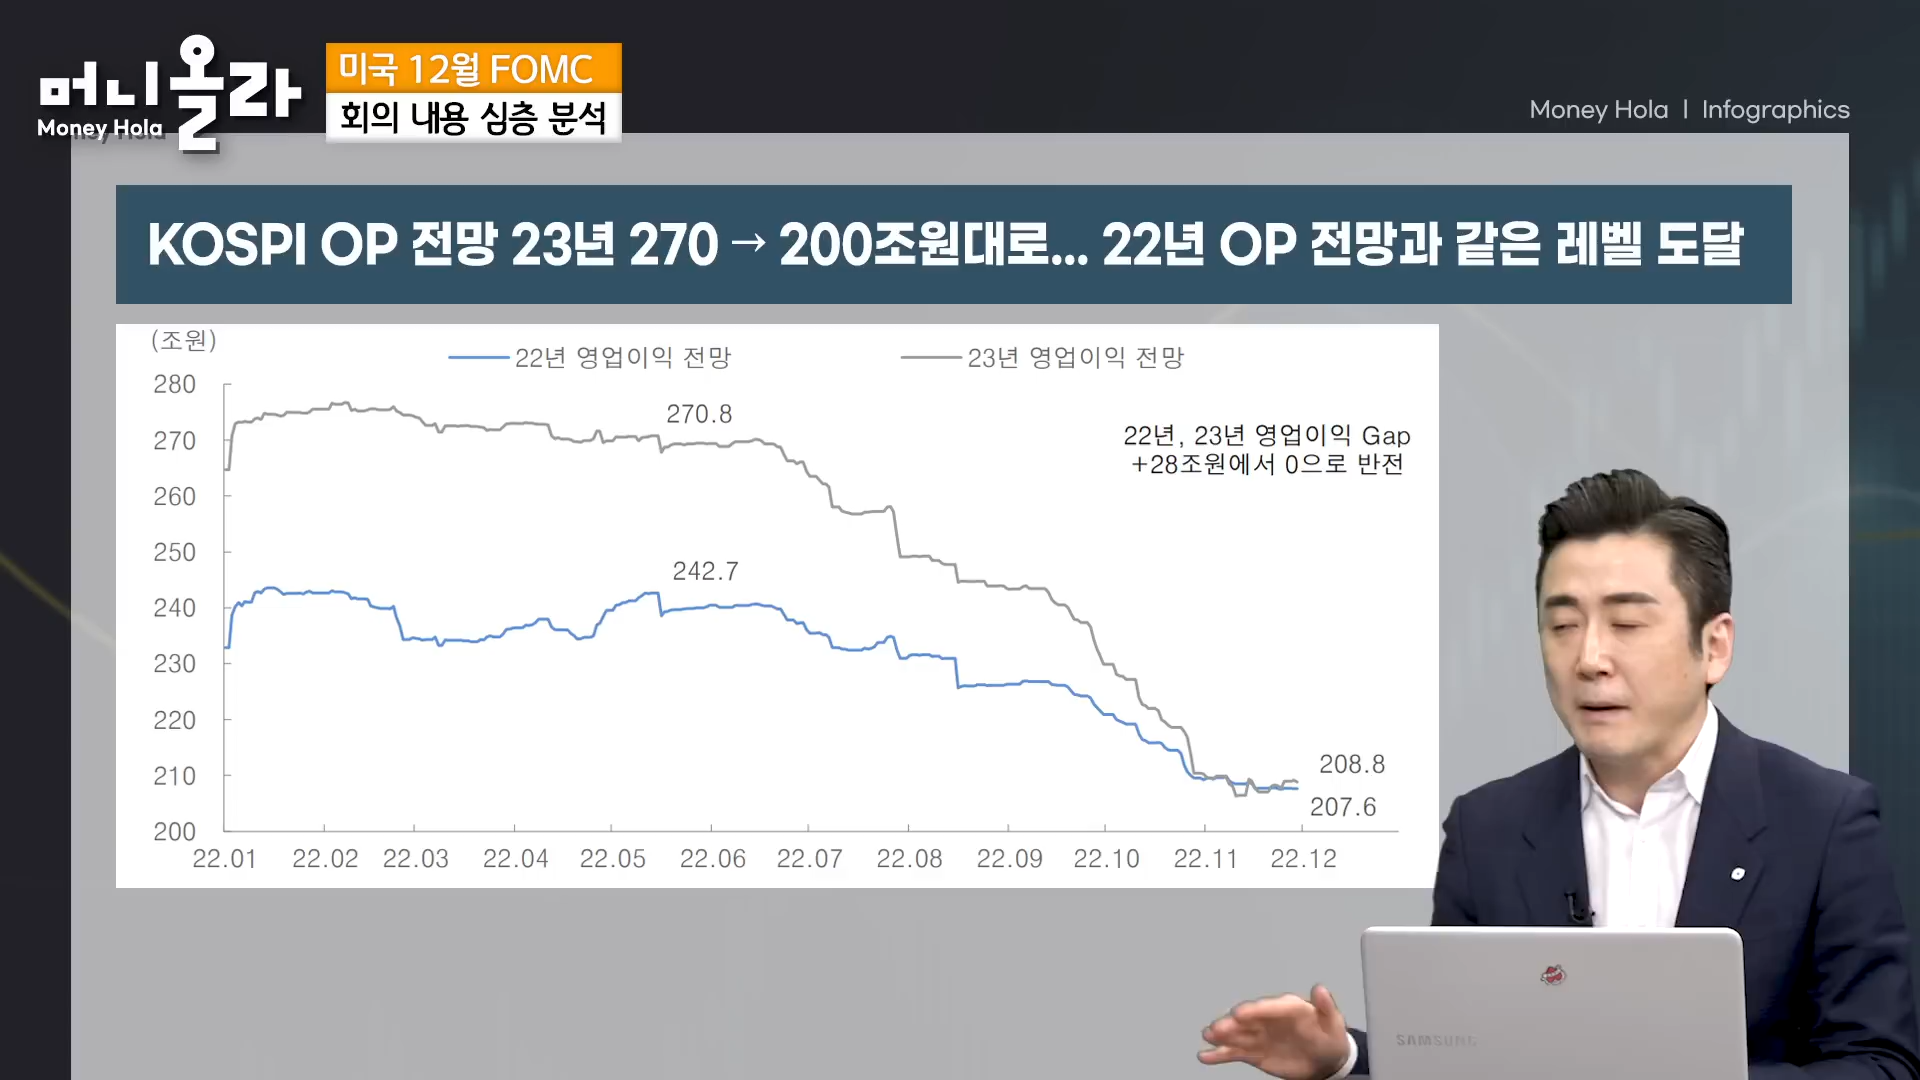 머니올라
Money Hola
미국 12월 FOMC
회의 내용 심층 분석
Money Hola | Infographics
KOSPI OP 전망 23년 270 → 200조원대로... 22년 OP 전망과 같은 레벨 도달
(조원)
22년 영업이익 전망
23년 영업이익 전망
280
270
260
250
240
230
220
210
200
270.8
242.7
22년, 23년 영업이익 Gap
+28조원에서 0으로 반전
208.8
207.6
22.01 22.02 22.03 22.04 22.05 22.06 22.07 22.08 22.09 22.10 22.11 22.12
SAMSUNG